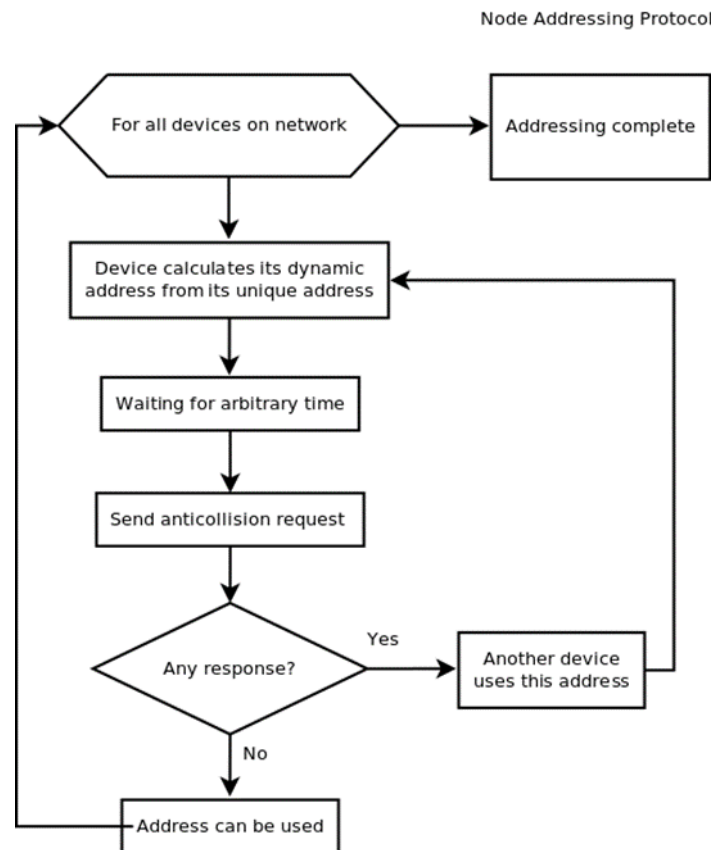 Node Addressing Protocol
For all devices on network
Addressing complete
Device calculates its dynamic
address from its unique address
Waiting for arbitrary time
Send anticollision request
Any response?
Yes
Another device
uses this address
No
Address can be used